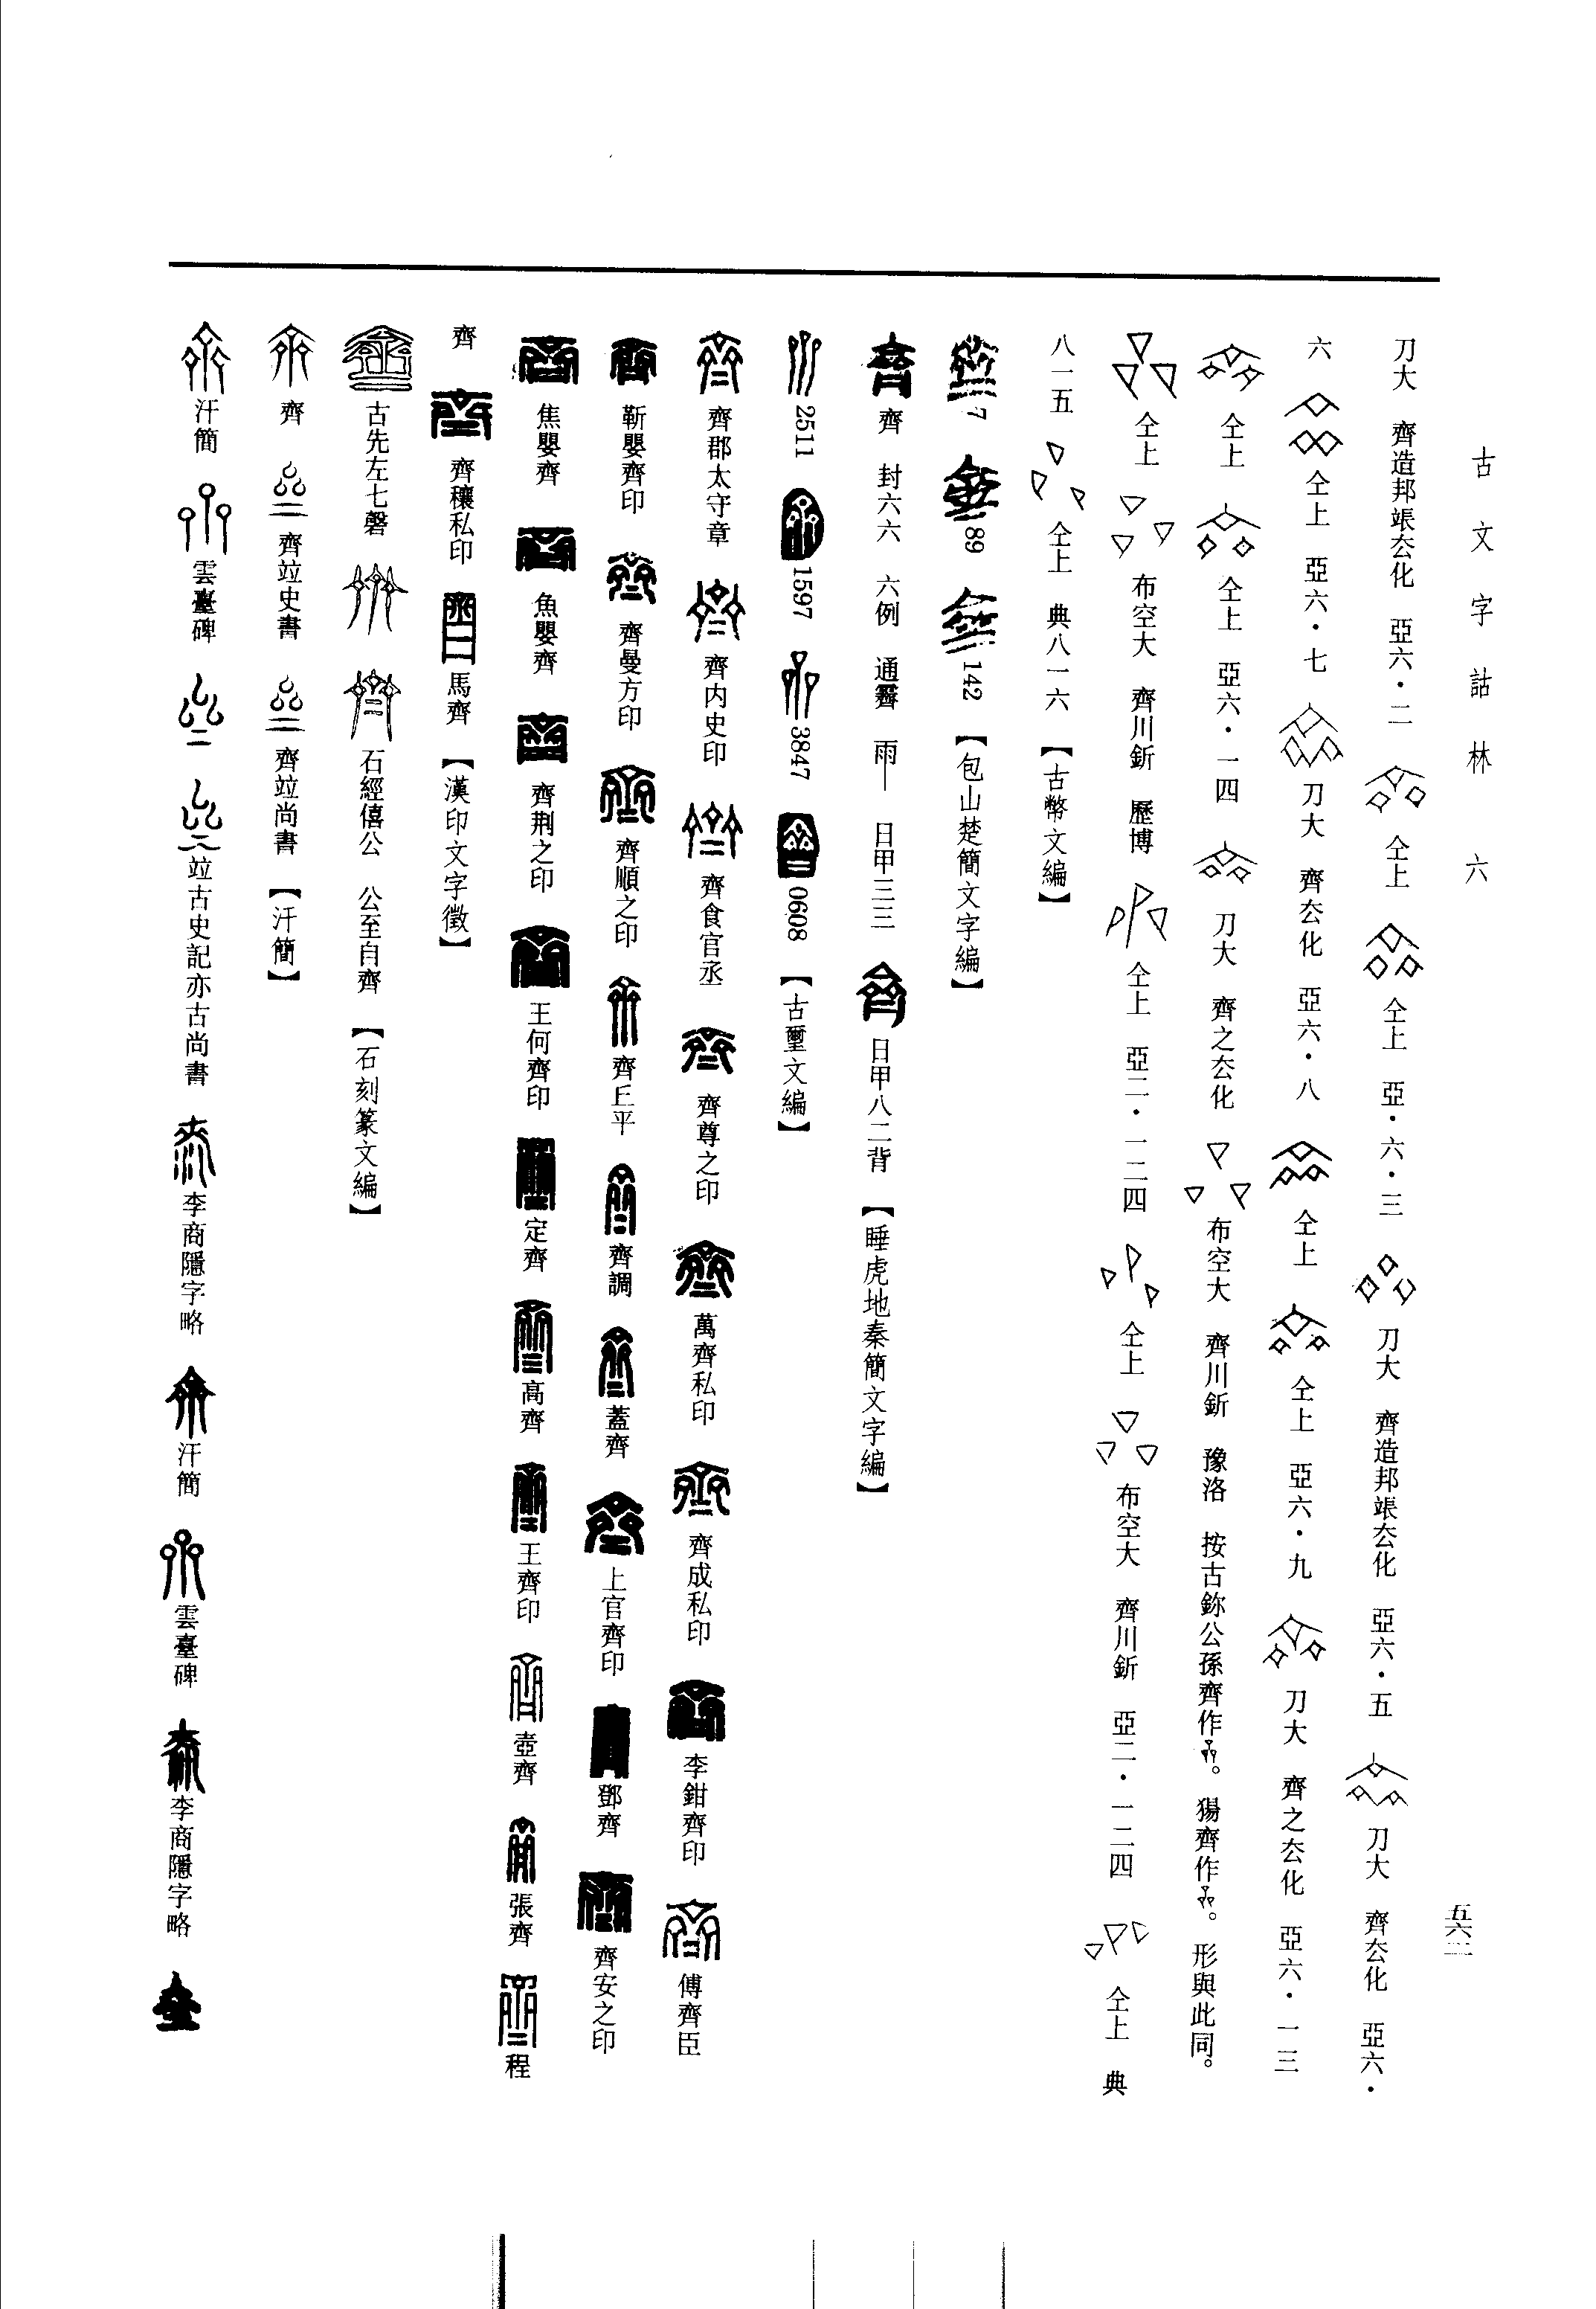 古文字詁林　六
五六二
刀大　齊造邦䛫厺化　亞六·二　仝上　仝上　亞·六·三　刀大　齊造邦䛫厺化　亞六·五　刀大　齊厺化　亞六·
六　仝上　亞六·七　刀大　齊厺化　亞六·八　仝上　仝上　亞六·九　刀大　齊之厺化　亞六·一三
仝上　仝上　亞六·一四　刀大　齊之厺化　布空大　齊川釿　豫洛　按古鉨公孫齊作。猲齊作。形與此同。
仝上　布空大　齊川釿　歷博　仝上　亞二·一二四　仝上　布空大　齊川釿　亞二·一二四　仝上　典
八一五　仝上　典八一六　【古幣文編】
7　89　142　【包山楚簡文字編】
齊　封六六　六例　通霽　雨—　日甲三三　日甲八二背　【睡虎地秦簡文字編】
2511　1597　3847　0608　【古璽文編】
齊郡太守章　齊内史印　齊食官丞　齊尊之印　萬齊私印　齊成私印　李鉗齊印　傅齊臣
靳嬰齊印　齊曼方印　齊順之印　齊㠪平　齊調　蓋齊　上官齊印　鄧齊　齊安之印
焦嬰齊　魚嬰齊　齊荆之印　王何齊印　定齊　高齊　王齊印　壺齊　張齊　程
齊　齊穰私印　馬齊　【漢印文字徵】
古先左七磬　石經僖公　公至自齊　【石刻篆文編】
齊　齊竝史書　齊竝尚書　【汗簡】
汗簡　雲臺碑　竝古史記亦古尚書　李商隱字略　汗簡　雲臺碑　李商隱字略